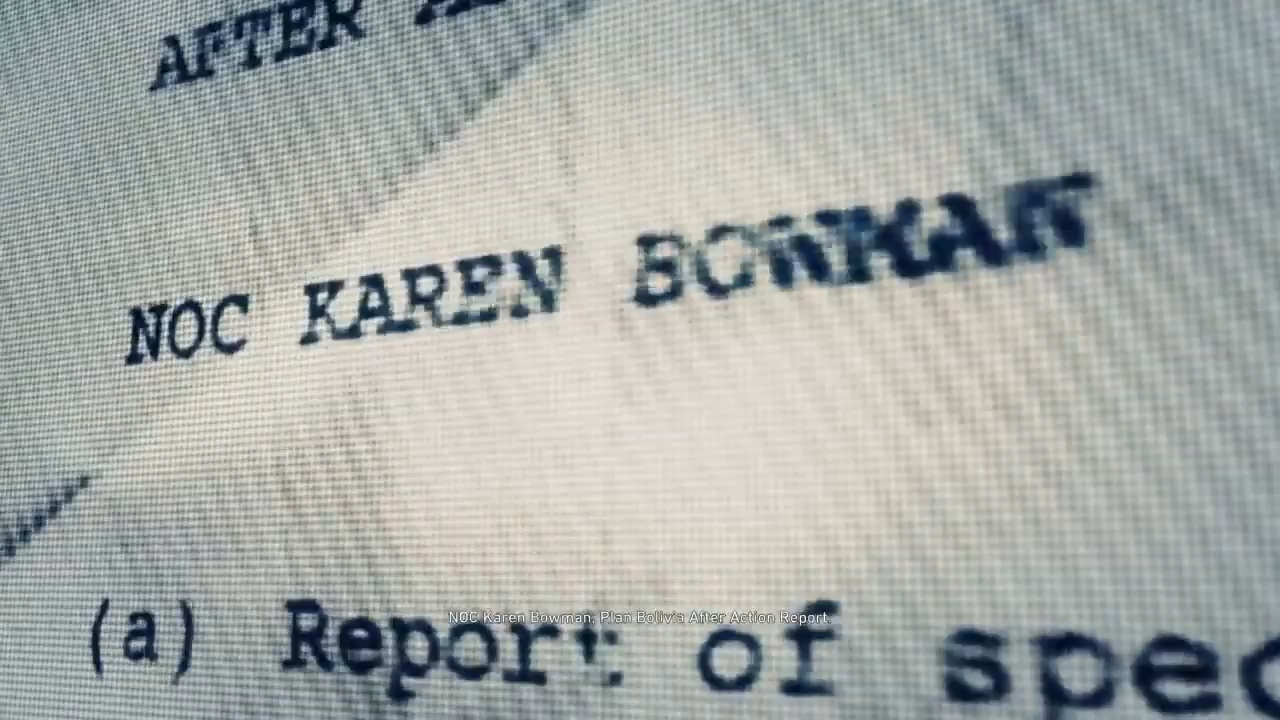 AFTER
NOC KAREN BOWMAN
(a) Report of spec
NOC Karen Bowman, Plan Bolivia After Action Report.